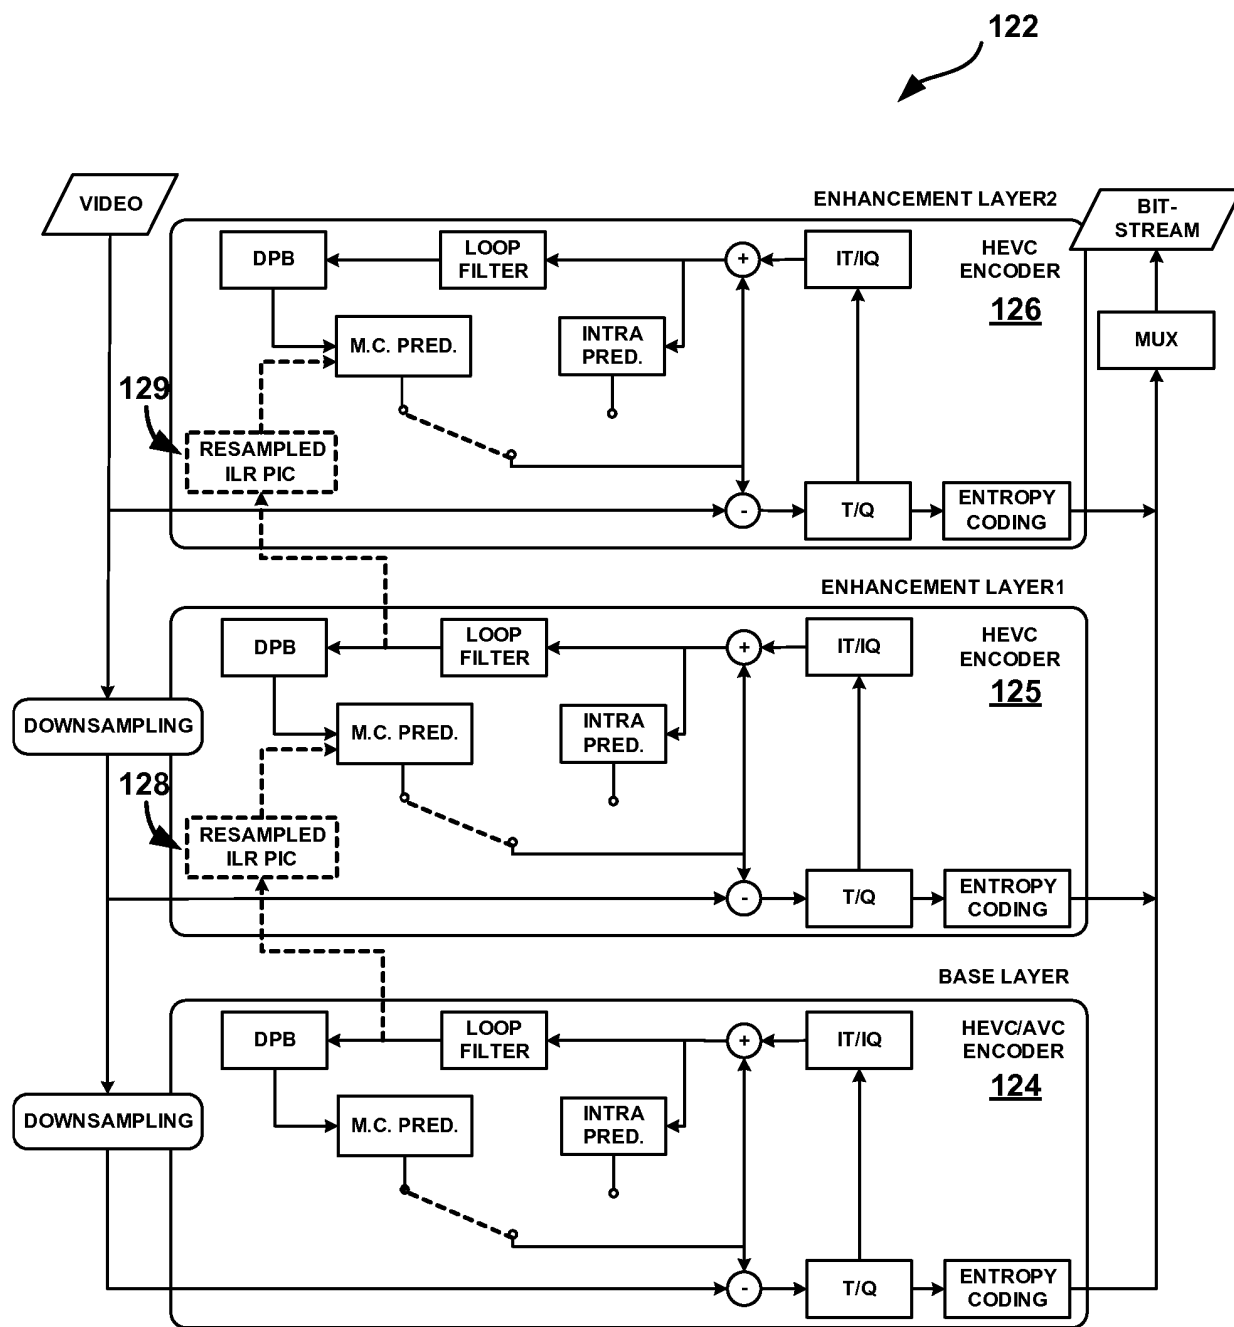 122
VIDEO
ENHANCEMENT LAYER2
BIT-
STREAM
DPB
LOOP
FILTER
+
IT/IQ
HEVC
ENCODER
126
MUX
M.C. PRED.
INTRA
PRED.
129
RESAMPLED
ILR PIC
-
T/Q
ENTROPY
CODING
ENHANCEMENT LAYER1
DPB
LOOP
FILTER
+
IT/IQ
HEVC
ENCODER
125
DOWNSAMPLING
M.C. PRED.
INTRA
PRED.
128
RESAMPLED
ILR PIC
-
T/Q
ENTROPY
CODING
BASE LAYER
DPB
LOOP
FILTER
+
IT/IQ
HEVC/AVC
ENCODER
124
DOWNSAMPLING
M.C. PRED.
INTRA
PRED.
-
T/Q
ENTROPY
CODING